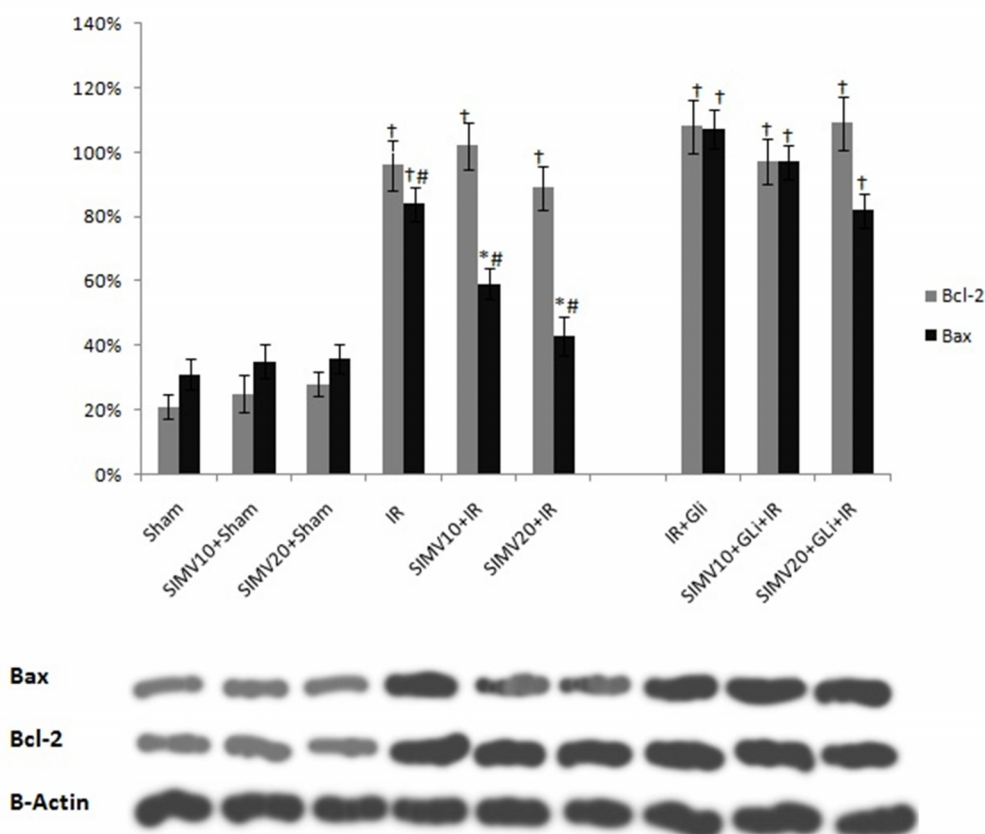 140%
120%
100%
80%
60%
40%
20%
0%
†
†#
†
*#
†
*#
†
†
†
†
†
†
Bcl-2
Bax
Sham
SIMV10+Sham
SIMV20+Sham
IR
SIMV10+IR
SIMV20+IR
IR+Gli
SIMV10+GLi+IR
SIMV20+GLi+IR
Bax
Bcl-2
B-Actin